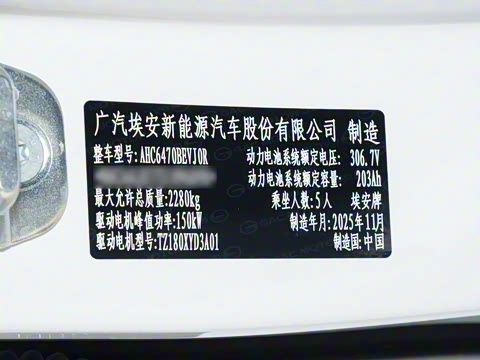 广汽埃安新能源汽车股份有限公司 制造
整车型号: AHC6470BEVJ0R 动力电池系统额定电压: 306.7V
动力电池系统额定容量: 203Ah
最大允许总质量: 2280kg 乘坐人数: 5人 埃安牌
驱动电机峰值功率: 150kW 制造年月: 2025年11月
驱动电机型号: TZ180XYD3A01 制造国: 中国